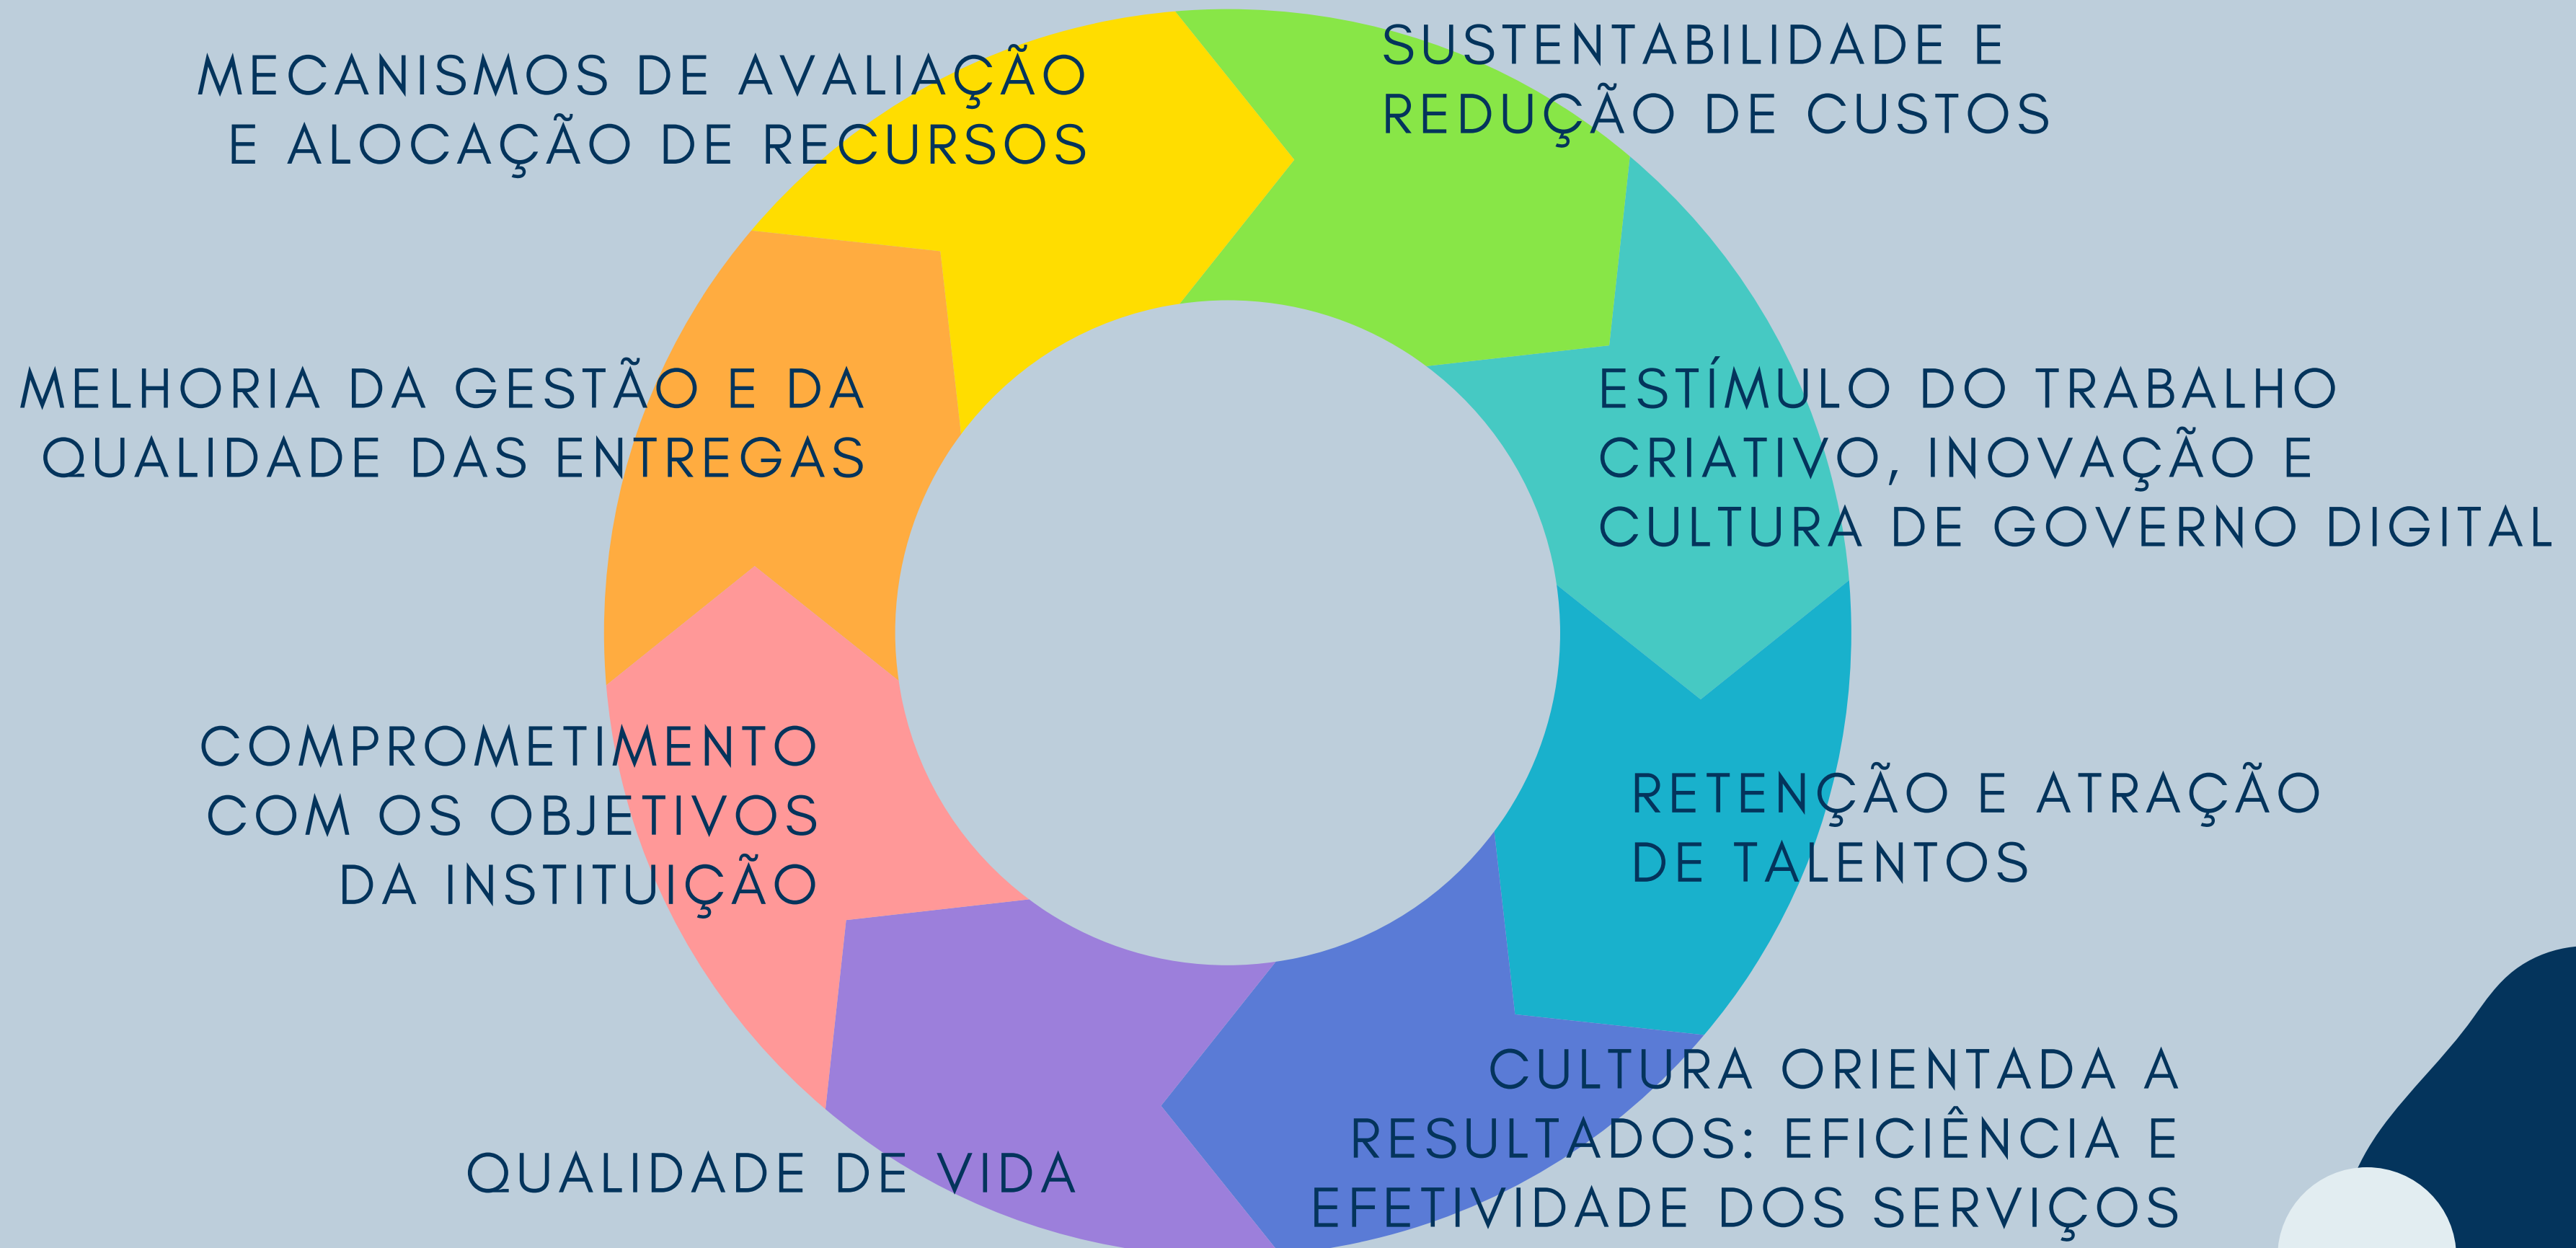 MECANISMOS DE AVALIAÇÃO
E ALOCAÇÃO DE RECURSOS
SUSTENTABILIDADE E
REDUÇÃO DE CUSTOS
MELHORIA DA GESTÃO E DA
QUALIDADE DAS ENTREGAS
ESTÍMULO DO TRABALHO
CRIATIVO, INOVAÇÃO E
CULTURA DE GOVERNO DIGITAL
COMPROMETIMENTO
COM OS OBJETIVOS
DA INSTITUIÇÃO
RETENÇÃO E ATRAÇÃO
DE TALENTOS
QUALIDADE DE VIDA
CULTURA ORIENTADA A
RESULTADOS: EFICIÊNCIA E
EFETIVIDADE DOS SERVIÇOS